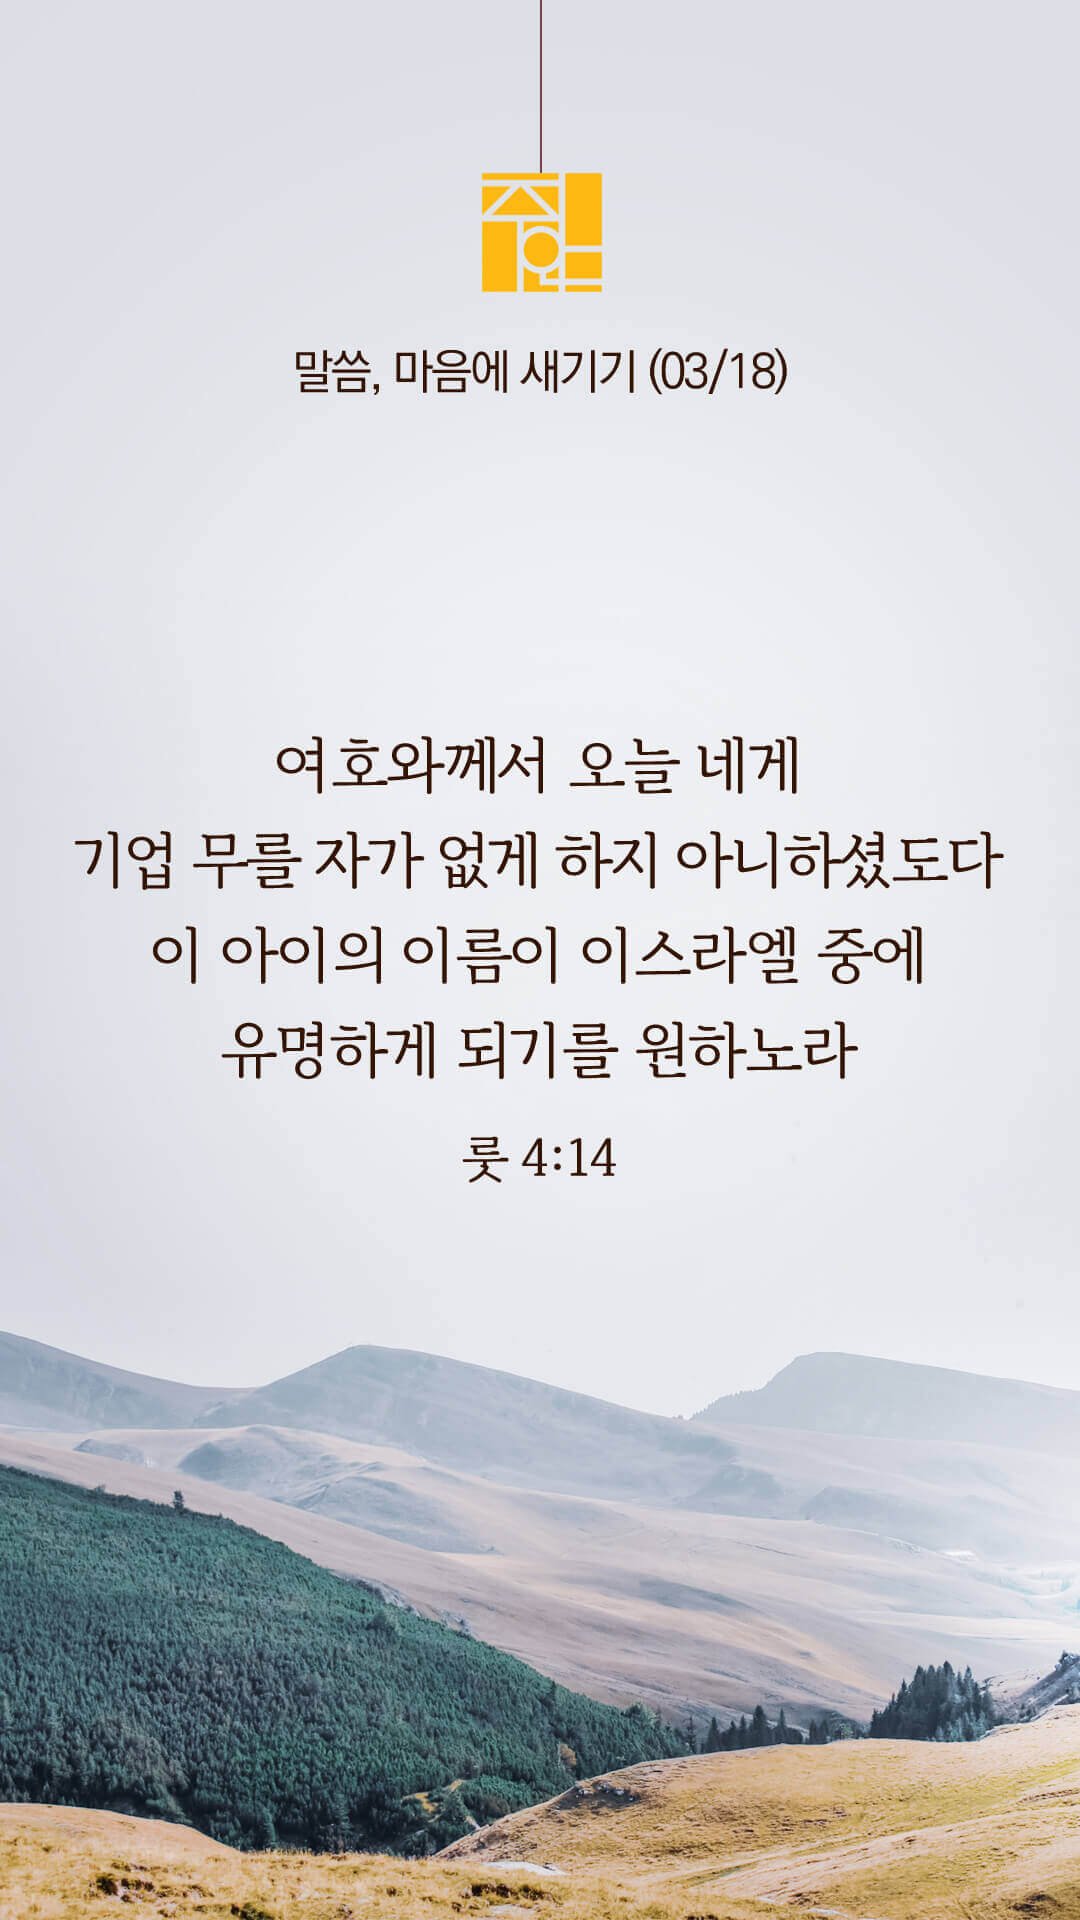 주인
말씀, 마음에 새기기 (03/18)
여호와께서 오늘 네게
기업 무를 자가 없게 하지 아니하셨도다
이 아이의 이름이 이스라엘 중에
유명하게 되기를 원하노라
룻 4:14